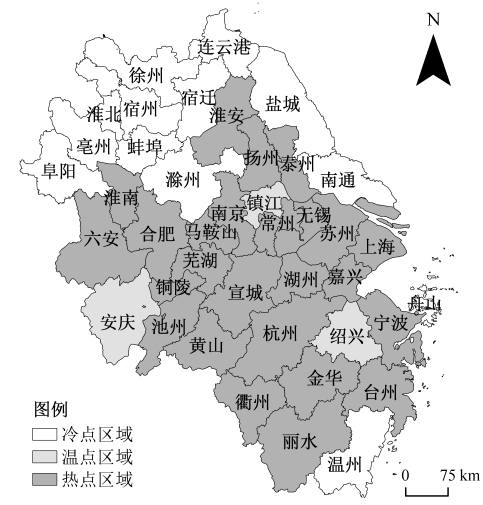 N
连云港
徐州
宿迁
淮北
宿州
淮安
盐城
亳州
蚌埠
阜阳
滁州
扬州
泰州
南通
淮南
镇江
南京
常州
无锡
六安
合肥
马鞍山
苏州
上海
芜湖
铜陵
宣城
湖州
嘉兴
舟山
安庆
池州
黄山
杭州
绍兴
宁波
金华
台州
衢州
丽水
温州
图例
冷点区域
温点区域
热点区域
0 75 km